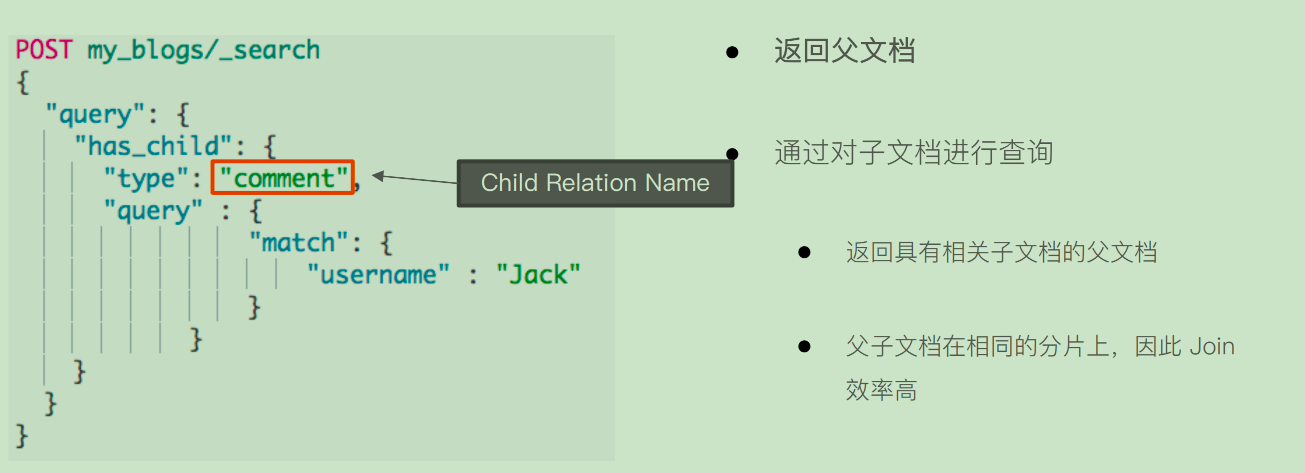 POST my_blogs/_search
{
"query": {
"has_child": {
"type": "comment",
"query" : {
"match": {
"username" : "Jack"
}
}
}
}
}
Child Relation Name
返回父文档
通过对子文档进行查询
返回具有相关子文档的父文档
父子文档在相同的分片上，因此 Join
效率高